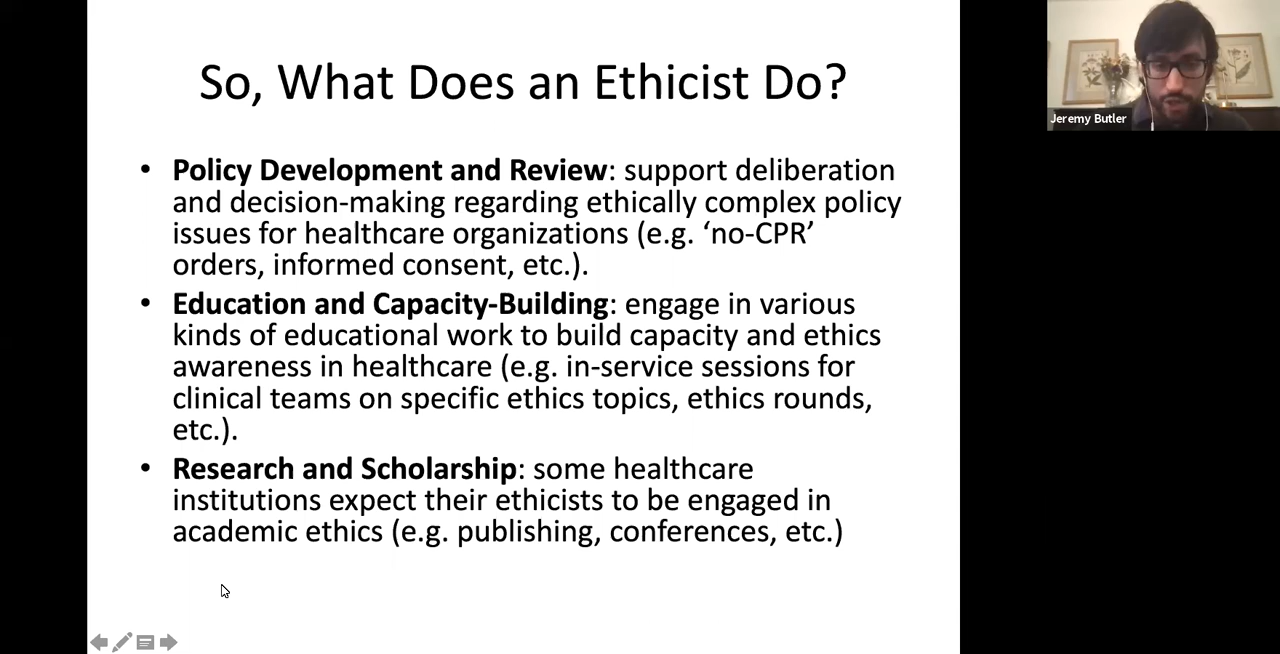 So, What Does an Ethicist Do?
• Policy Development and Review: support deliberation
and decision-making regarding ethically complex policy
issues for healthcare organizations (e.g. ‘no-CPR’
orders, informed consent, etc.).
• Education and Capacity-Building: engage in various
kinds of educational work to build capacity and ethics
awareness in healthcare (e.g. in-service sessions for
clinical teams on specific ethics topics, ethics rounds,
etc.).
• Research and Scholarship: some healthcare
institutions expect their ethicists to be engaged in
academic ethics (e.g. publishing, conferences, etc.)
Jeremy Butler